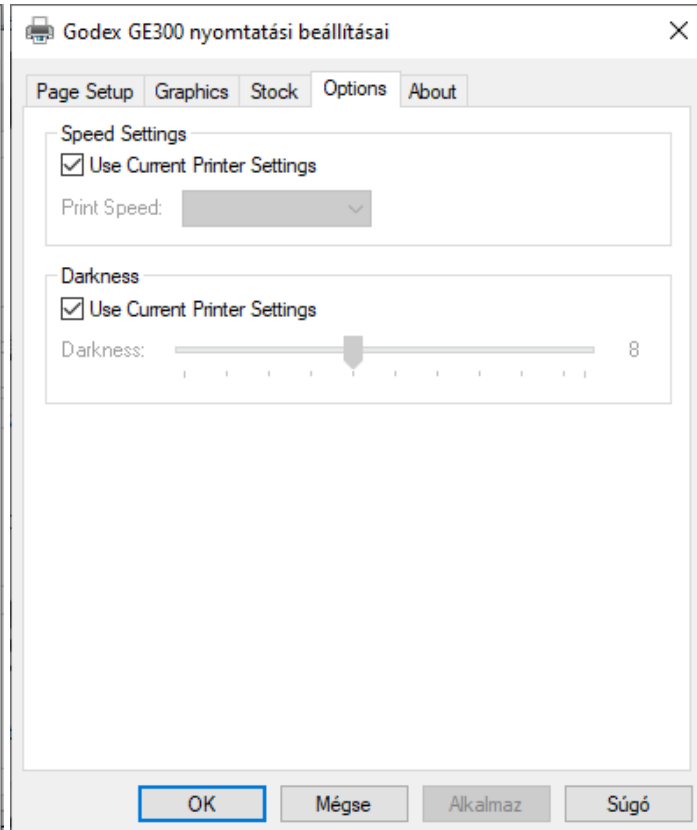 Godex GE300 nyomtatási beállításai
Page Setup Graphics Stock Options About
Speed Settings
Use Current Printer Settings
Print Speed:
Darkness
Use Current Printer Settings
Darkness: 8
OK Mégse Alkalmaz Súgó